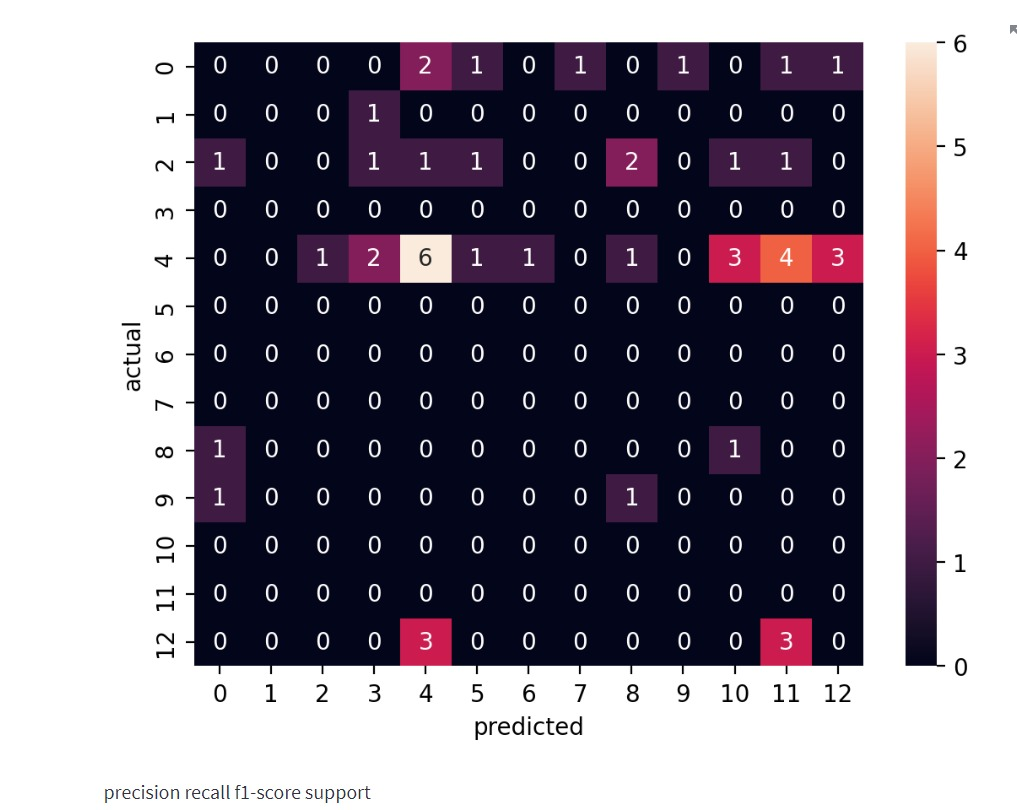 0 0 0 0 0 2 1 0 1 0 1 0 1 1 6
1 0 0 0 1 0 0 0 0 0 0 0 0 0
5
2 1 0 0 1 1 1 0 0 2 0 1 1 0
3 0 0 0 0 0 0 0 0 0 0 0 0 0
4
4 0 0 1 2 6 1 1 0 1 0 3 4 3
5 0 0 0 0 0 0 0 0 0 0 0 0 0
actual
6 0 0 0 0 0 0 0 0 0 0 0 0 0
3
7 0 0 0 0 0 0 0 0 0 0 0 0 0
8 1 0 0 0 0 0 0 0 0 0 1 0 0
2
9 1 0 0 0 0 0 0 0 1 0 0 0 0
10 0 0 0 0 0 0 0 0 0 0 0 0 0
1
11 0 0 0 0 0 0 0 0 0 0 0 0 0
12 0 0 0 0 3 0 0 0 0 0 0 3 0
0
0 1 2 3 4 5 6 7 8 9 10 11 12
predicted
precision recall f1-score support